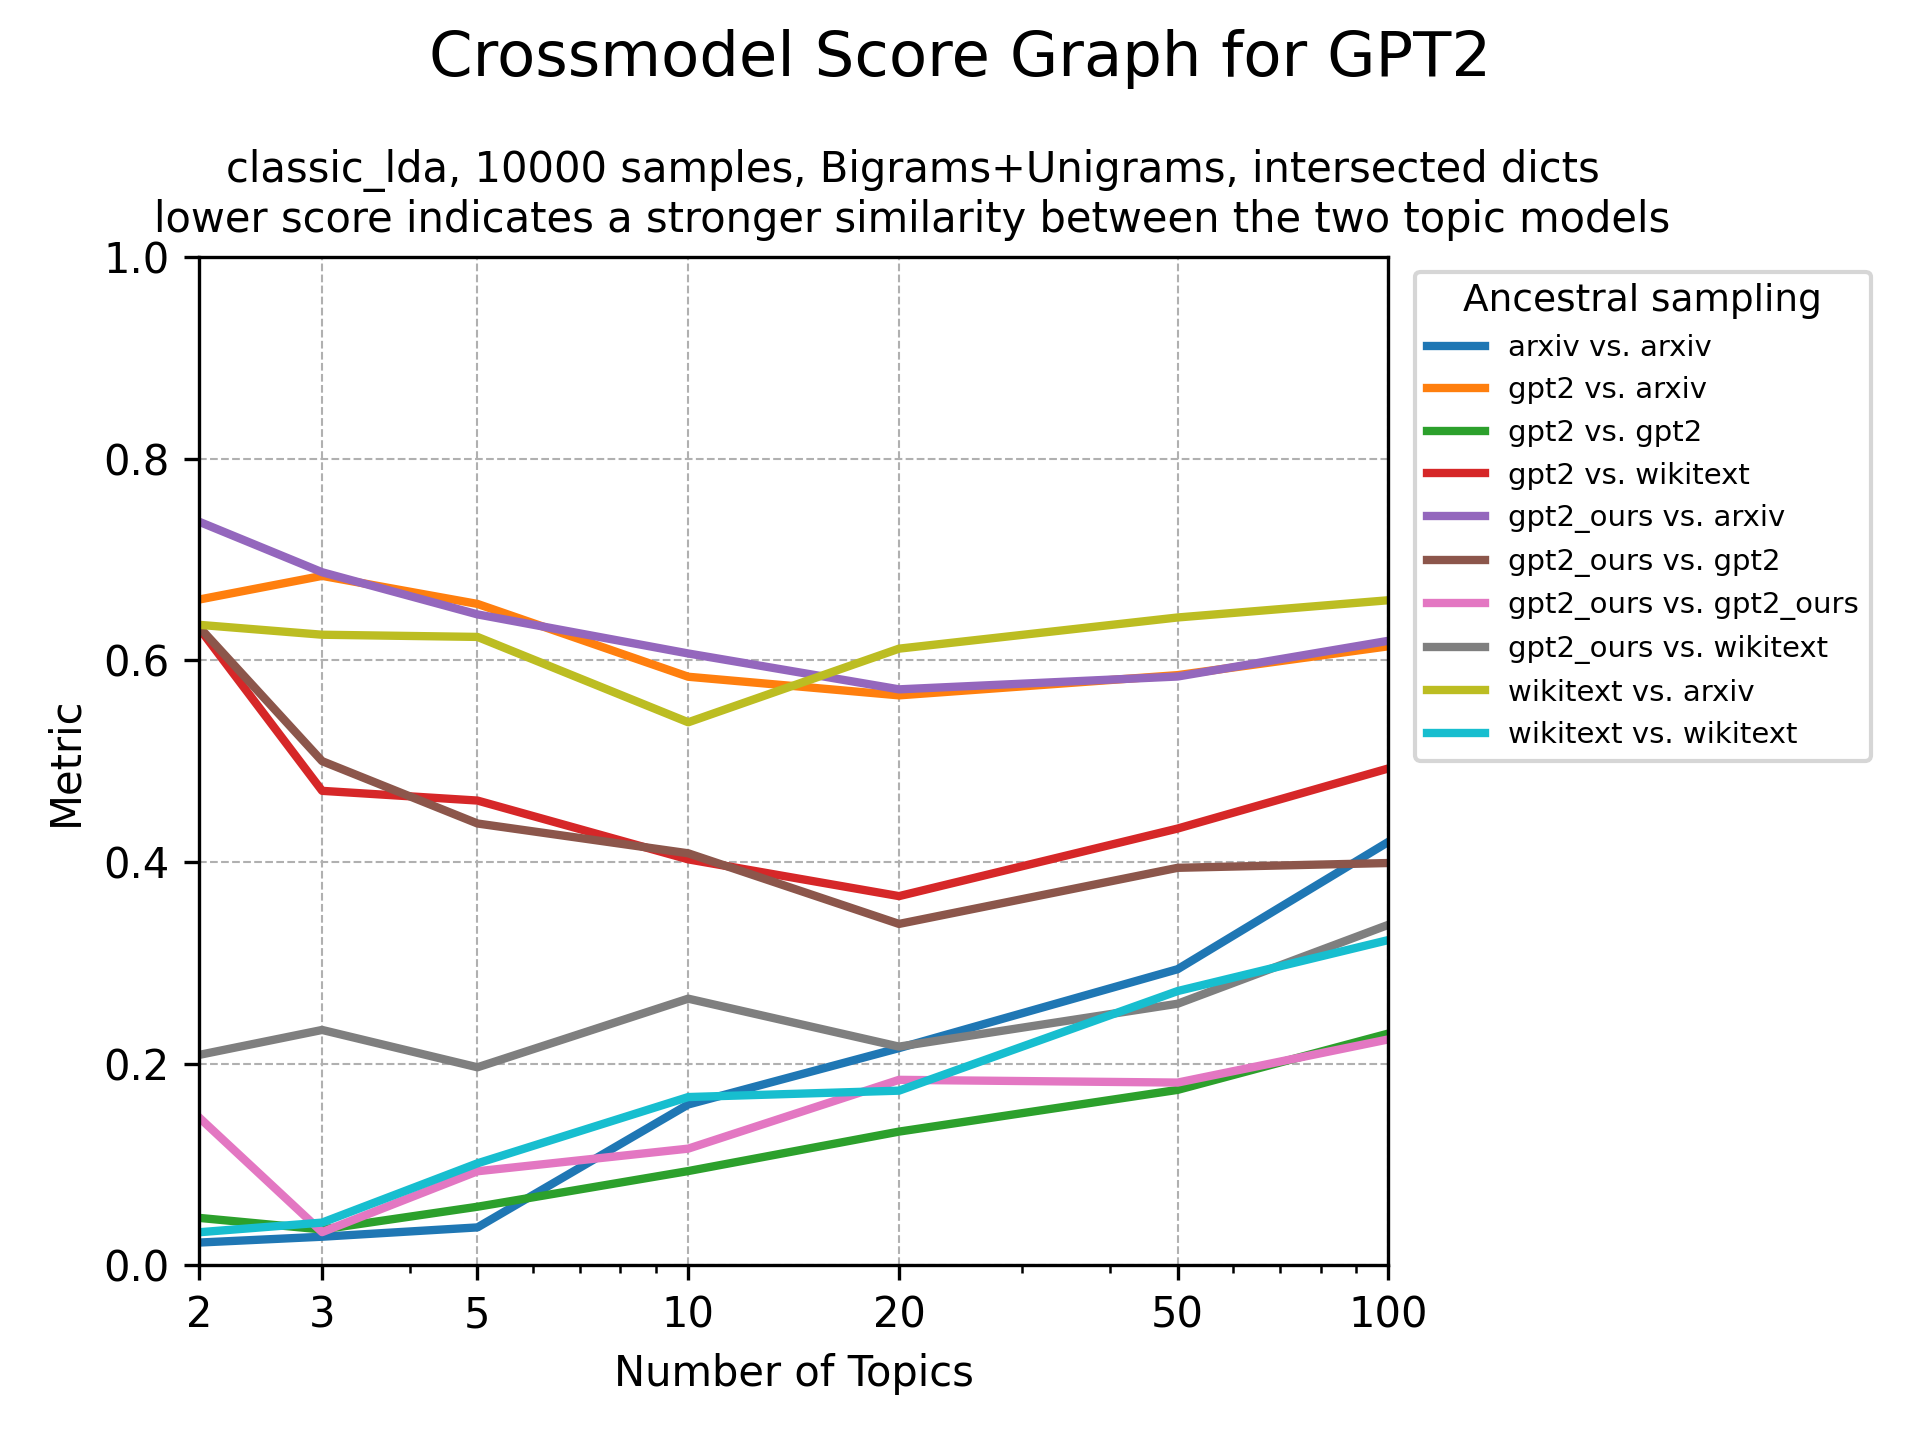 Crossmodel Score Graph for GPT2
classic_lda, 10000 samples, Bigrams+Unigrams, intersected dicts
lower score indicates a stronger similarity between the two topic models
1.0
0.8
0.6
0.4
0.2
0.0
Metric
2 3 5 10 20 50 100
Number of Topics
Ancestral sampling
arxiv vs. arxiv
gpt2 vs. arxiv
gpt2 vs. gpt2
gpt2 vs. wikitext
gpt2_ours vs. arxiv
gpt2_ours vs. gpt2
gpt2_ours vs. gpt2_ours
gpt2_ours vs. wikitext
wikitext vs. arxiv
wikitext vs. wikitext